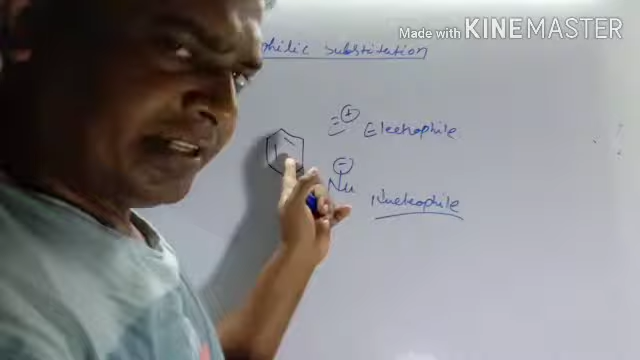 Made with KINEMASTER
philic substitution
E⊕ Electrophile
Nu⊖ Nucleophile